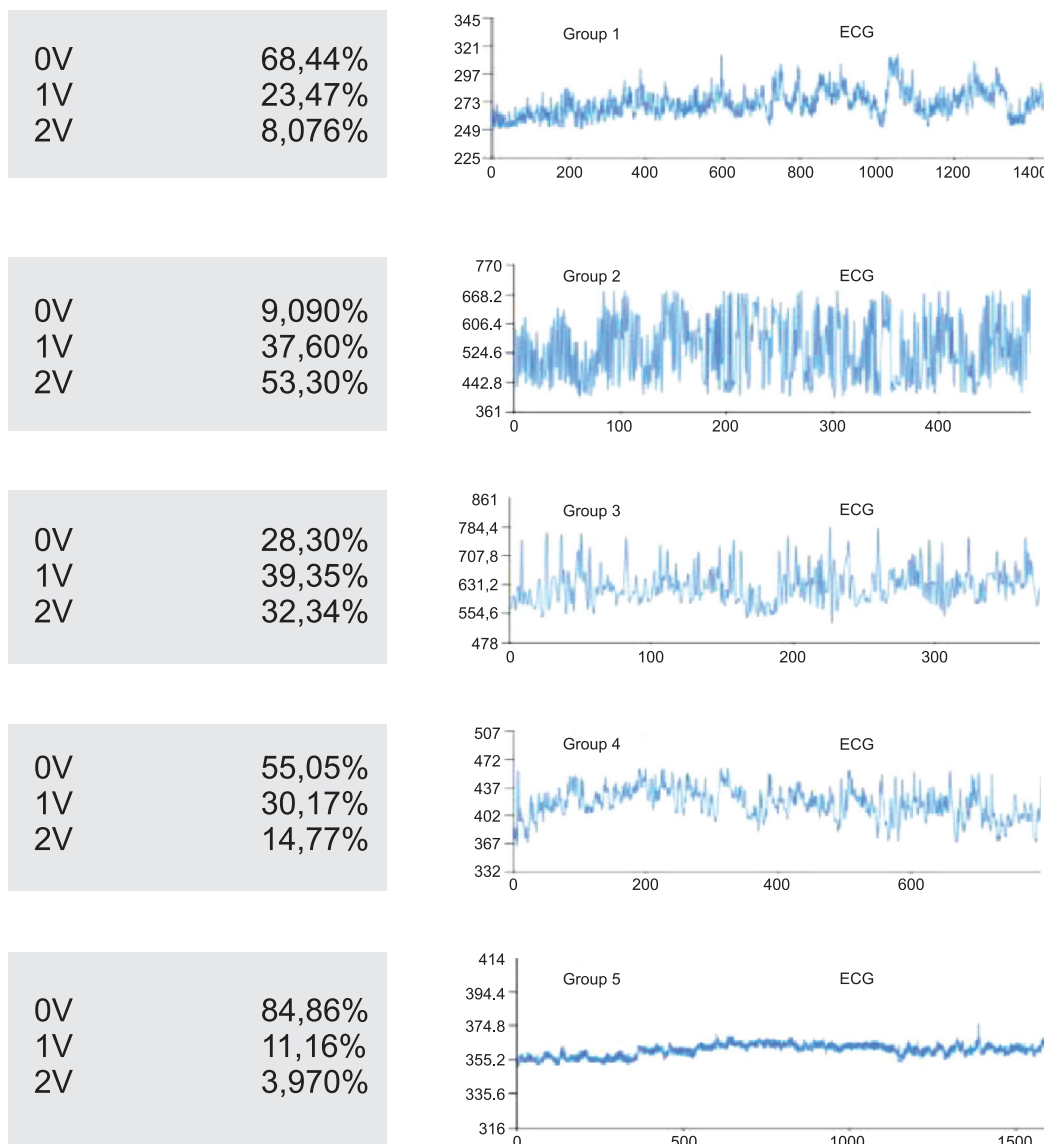 0V 68,44%
1V 23,47%
2V 8,076%
Group 1 ECG
345
321
297
273
249
225
0 200 400 600 800 1000 1200 1400
0V 9,090%
1V 37,60%
2V 53,30%
Group 2 ECG
770
668.2
606.4
524.6
442.8
361
0 100 200 300 400
0V 28,30%
1V 39,35%
2V 32,34%
Group 3 ECG
861
784,4
707,8
631,2
554,6
478
0 100 200 300
0V 55,05%
1V 30,17%
2V 14,77%
Group 4 ECG
507
472
437
402
367
332
0 200 400 600
0V 84,86%
1V 11,16%
2V 3,970%
Group 5 ECG
414
394.4
374.8
355.2
335.6
316
0 500 1000 1500